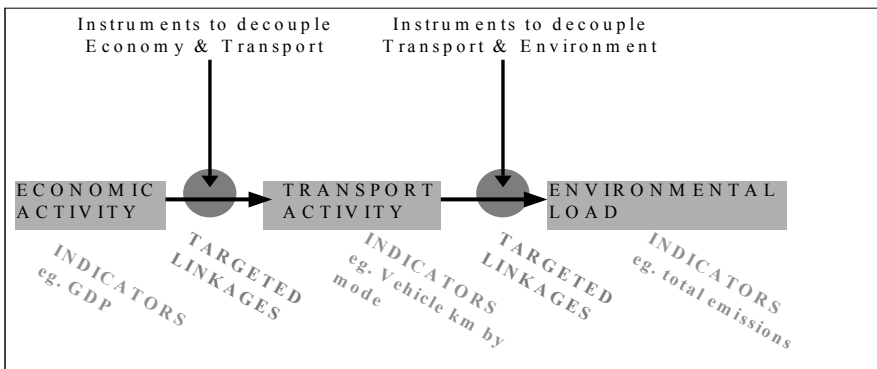 Instruments to decouple
Economy & Transport
Instruments to decouple
Transport & Environment
ECONOMIC
ACTIVITY
TRANSPORT
ACTIVITY
ENVIRONMENTAL
LOAD
INDICATORS
eg. GDP
TARGETED
LINKAGES
INDICATORS
eg. Vehicle km by
mode
TARGETED
LINKAGES
INDICATORS
eg. total emissions